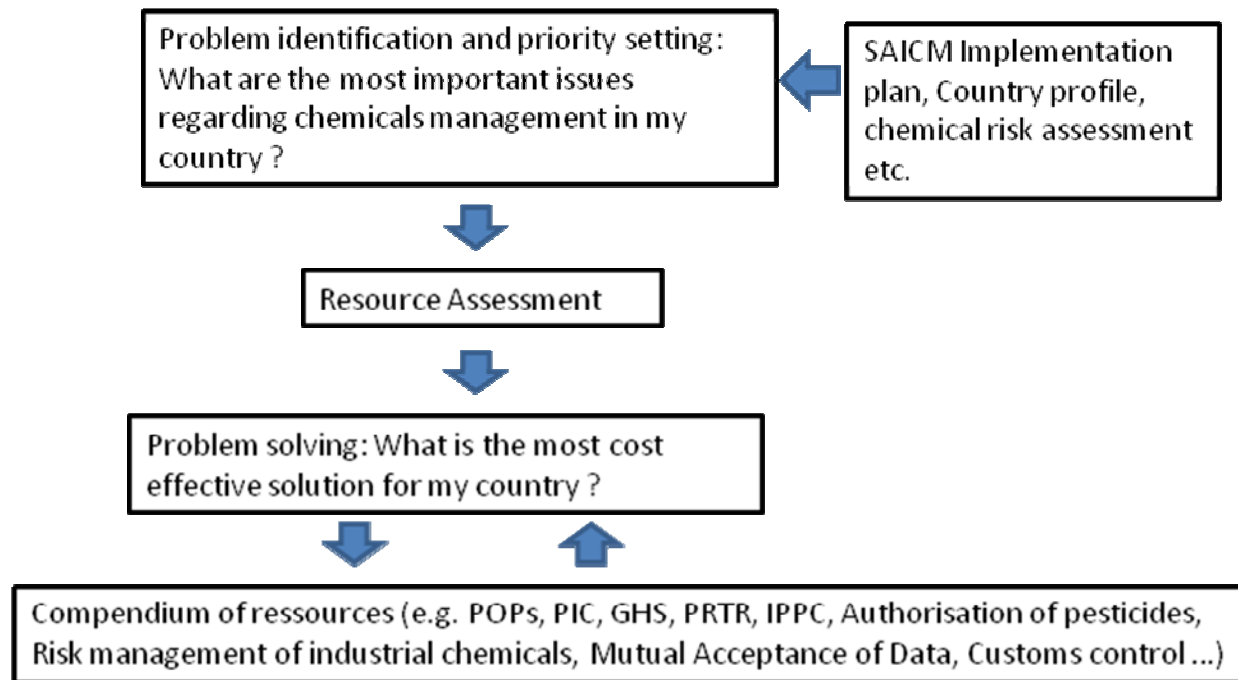 Problem identification and priority setting:
What are the most important issues
regarding chemicals management in my
country ?
SAICM Implementation
plan, Country profile,
chemical risk assessment
etc.
Resource Assessment
Problem solving: What is the most cost
effective solution for my country ?
Compendium of ressources (e.g. POPs, PIC, GHS, PRTR, IPPC, Authorisation of pesticides,
Risk management of industrial chemicals, Mutual Acceptance of Data, Customs control ...)